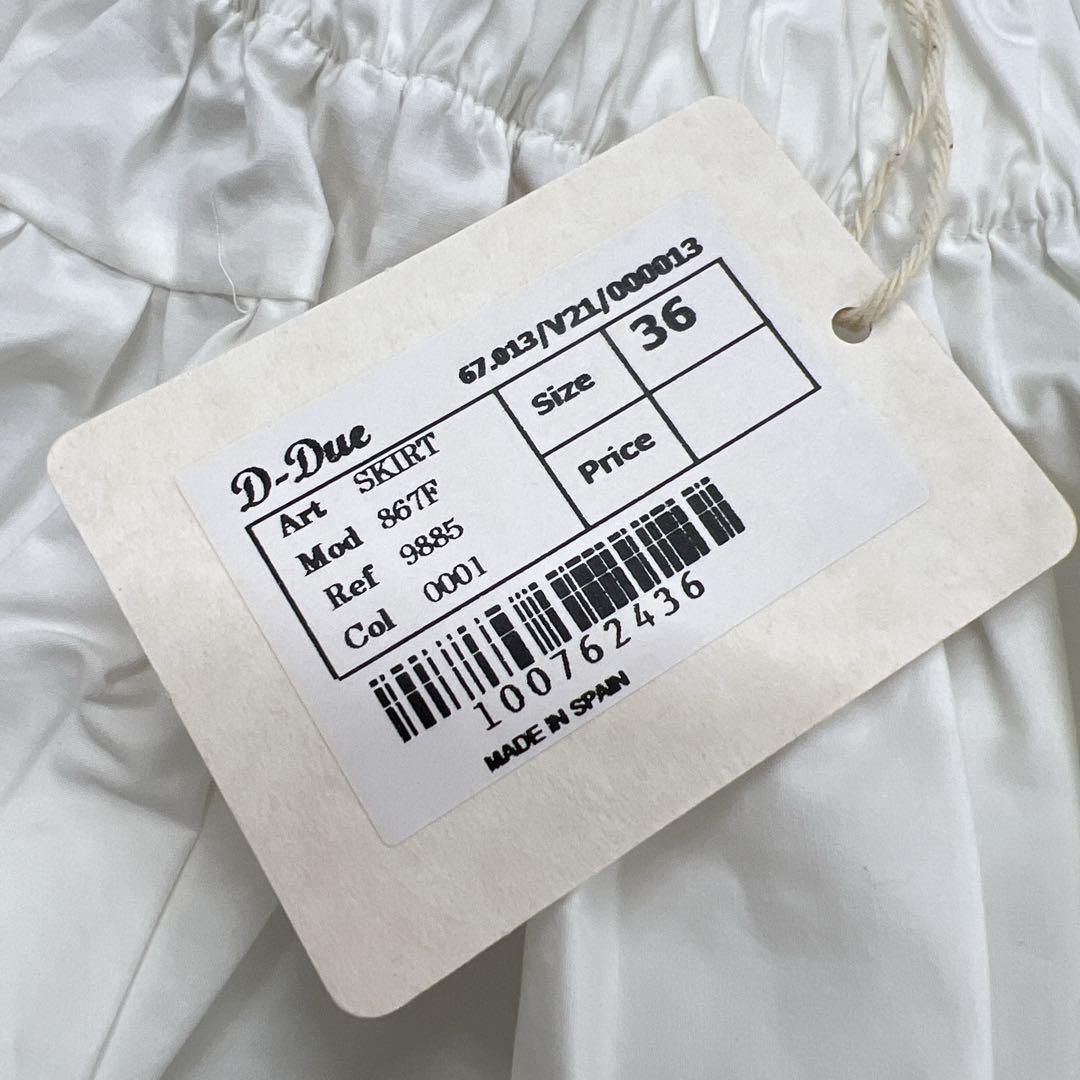 67.013/V21/000013
D-Due
Art SKIRT
Mod 867F
Ref 9885
Col 0001
Size 36
Price
100762436
MADE IN SPAIN